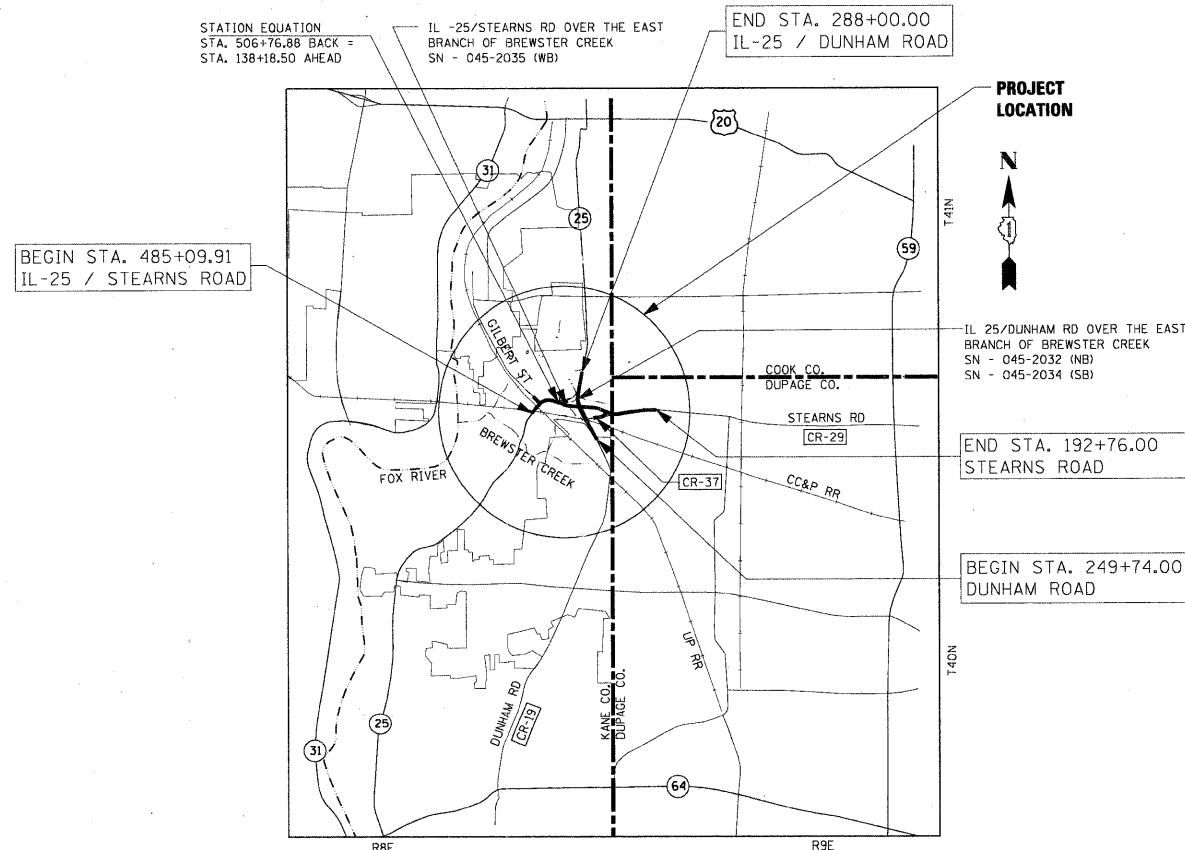 STATION EQUATION
STA. 506+76.88 BACK =
STA. 138+18.50 AHEAD
IL -25/STEARNS RD OVER THE EAST
BRANCH OF BREWSTER CREEK
SN - 045-2035 (WB)
END STA. 288+00.00
IL-25 / DUNHAM ROAD
PROJECT
LOCATION
N
20
31
25
59
T41N
BEGIN STA. 485+09.91
IL-25 / STEARNS ROAD
GILBERT ST
IL 25/DUNHAM RD OVER THE EAST
BRANCH OF BREWSTER CREEK
SN - 045-2032 (NB)
SN - 045-2034 (SB)
COOK CO.
DUPAGE CO.
STEARNS RD
CR-29
BREWSTER CREEK
FOX RIVER
CR-37
CC&P RR
END STA. 192+76.00
STEARNS ROAD
BEGIN STA. 249+74.00
DUNHAM ROAD
UP RR
T40N
DUNHAM RD
CR-19
KANE CO.
DUPAGE CO.
25
31
64
R8E
R9E